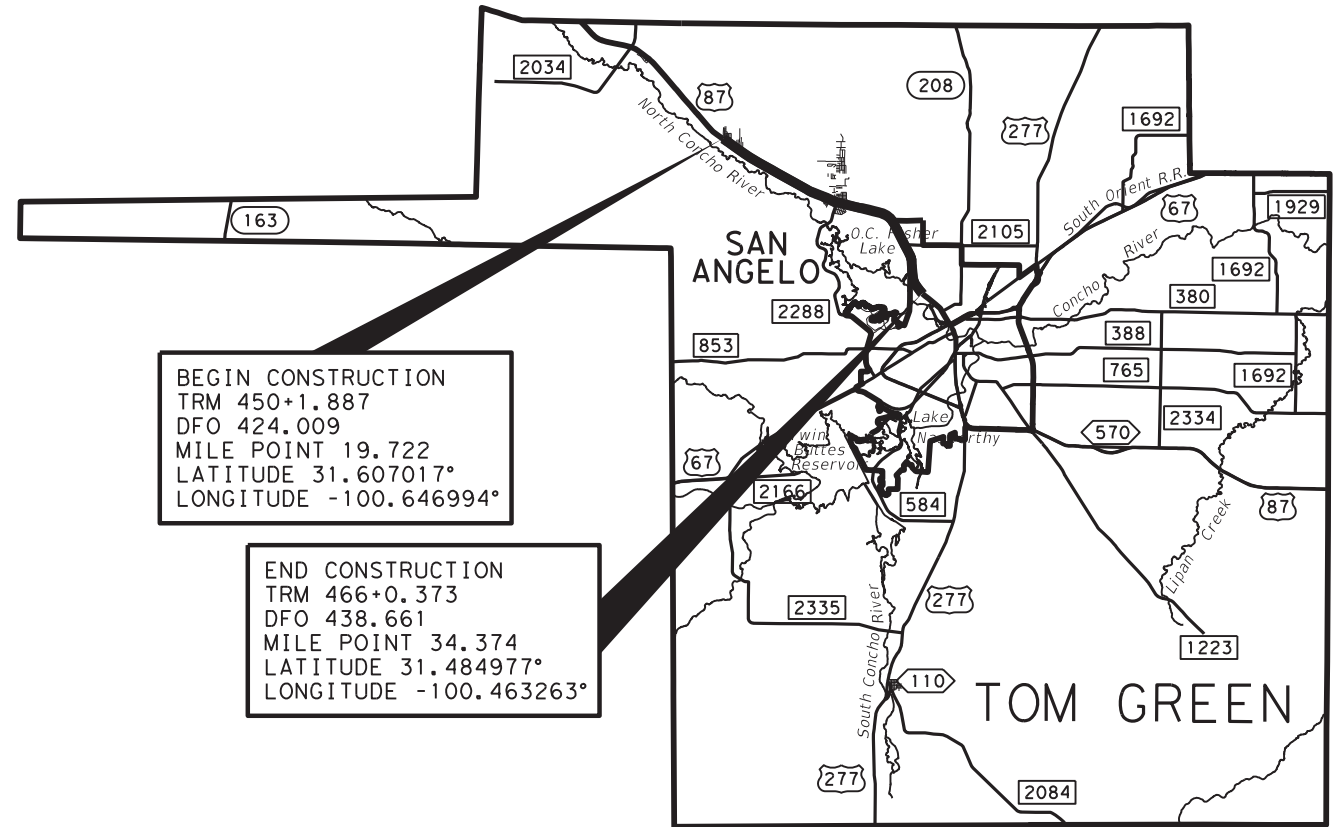 2034
87
208
277
1692
North Concho River
South Orient R.R.
67
1929
163
2105
O.C. Fisher
Lake
SAN
ANGELO
Concho River
1692
380
2288
388
853
765
1692
BEGIN CONSTRUCTION
TRM 450+1.887
DFO 424.009
MILE POINT 19.722
LATITUDE 31.607017°
LONGITUDE -100.646994°
2334
570
Lake
Nasworthy
Twin
Buttes
Reservoir
67
2166
584
87
Lipan Creek
END CONSTRUCTION
TRM 466+0.373
DFO 438.661
MILE POINT 34.374
LATITUDE 31.484977°
LONGITUDE -100.463263°
2335
277
South Concho River
1223
110
TOM GREEN
277
2084